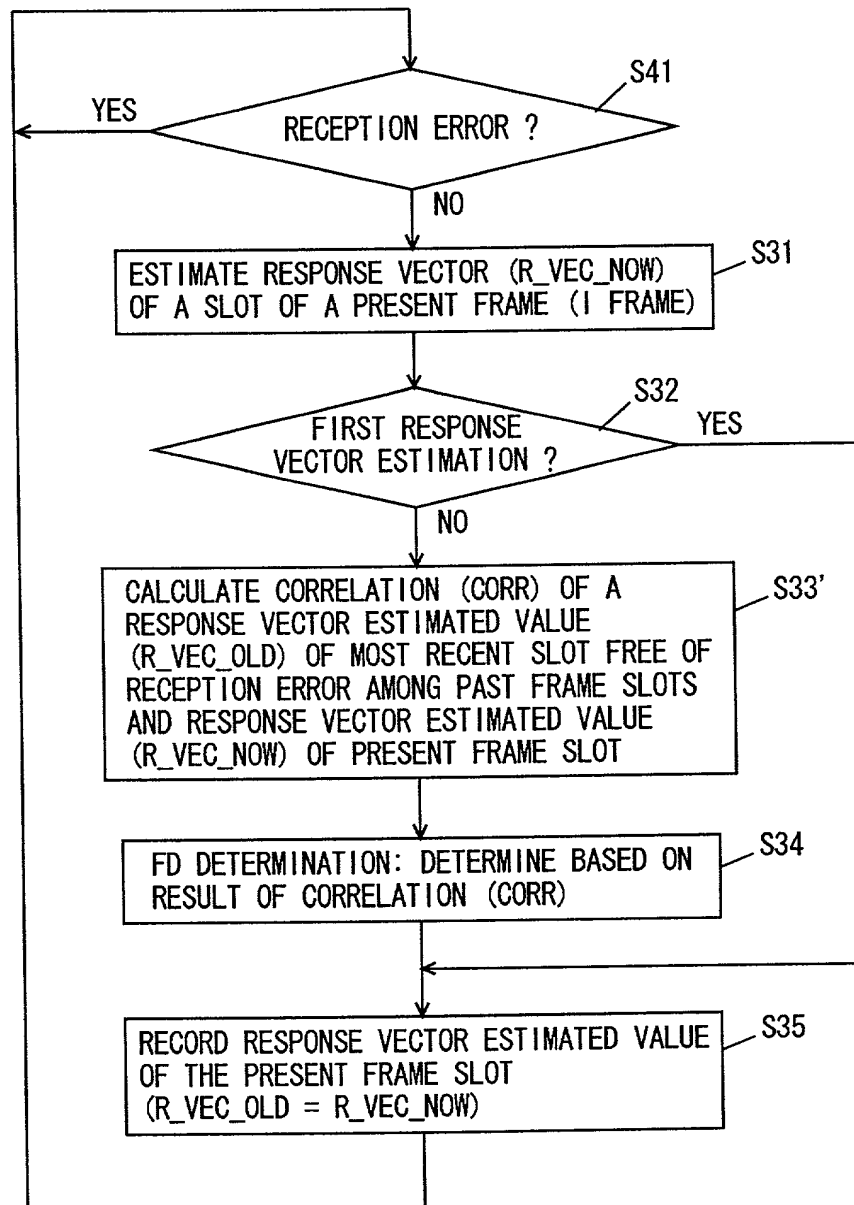 S41
YES
RECEPTION ERROR ?
NO
S31
ESTIMATE RESPONSE VECTOR (R_VEC_NOW)
OF A SLOT OF A PRESENT FRAME (I FRAME)
S32
FIRST RESPONSE
VECTOR ESTIMATION ?
YES
NO
S33'
CALCULATE CORRELATION (CORR) OF A
RESPONSE VECTOR ESTIMATED VALUE
(R_VEC_OLD) OF MOST RECENT SLOT FREE OF
RECEPTION ERROR AMONG PAST FRAME SLOTS
AND RESPONSE VECTOR ESTIMATED VALUE
(R_VEC_NOW) OF PRESENT FRAME SLOT
S34
FD DETERMINATION: DETERMINE BASED ON
RESULT OF CORRELATION (CORR)
S35
RECORD RESPONSE VECTOR ESTIMATED VALUE
OF THE PRESENT FRAME SLOT
(R_VEC_OLD = R_VEC_NOW)